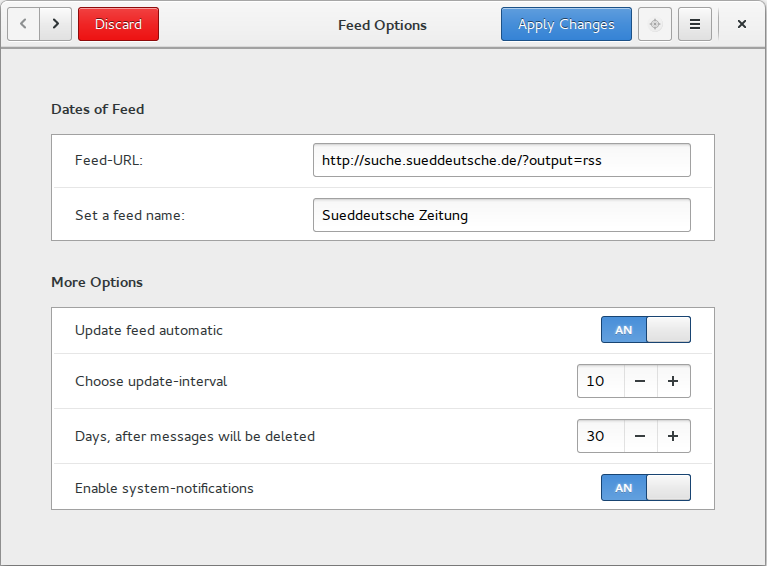 Discard
Feed Options
Apply Changes
Dates of Feed
Feed-URL:
http://suche.sueddeutsche.de/?output=rss
Set a feed name:
Sueddeutsche Zeitung
More Options
Update feed automatic
AN
Choose update-interval
10
Days, after messages will be deleted
30
Enable system-notifications
AN